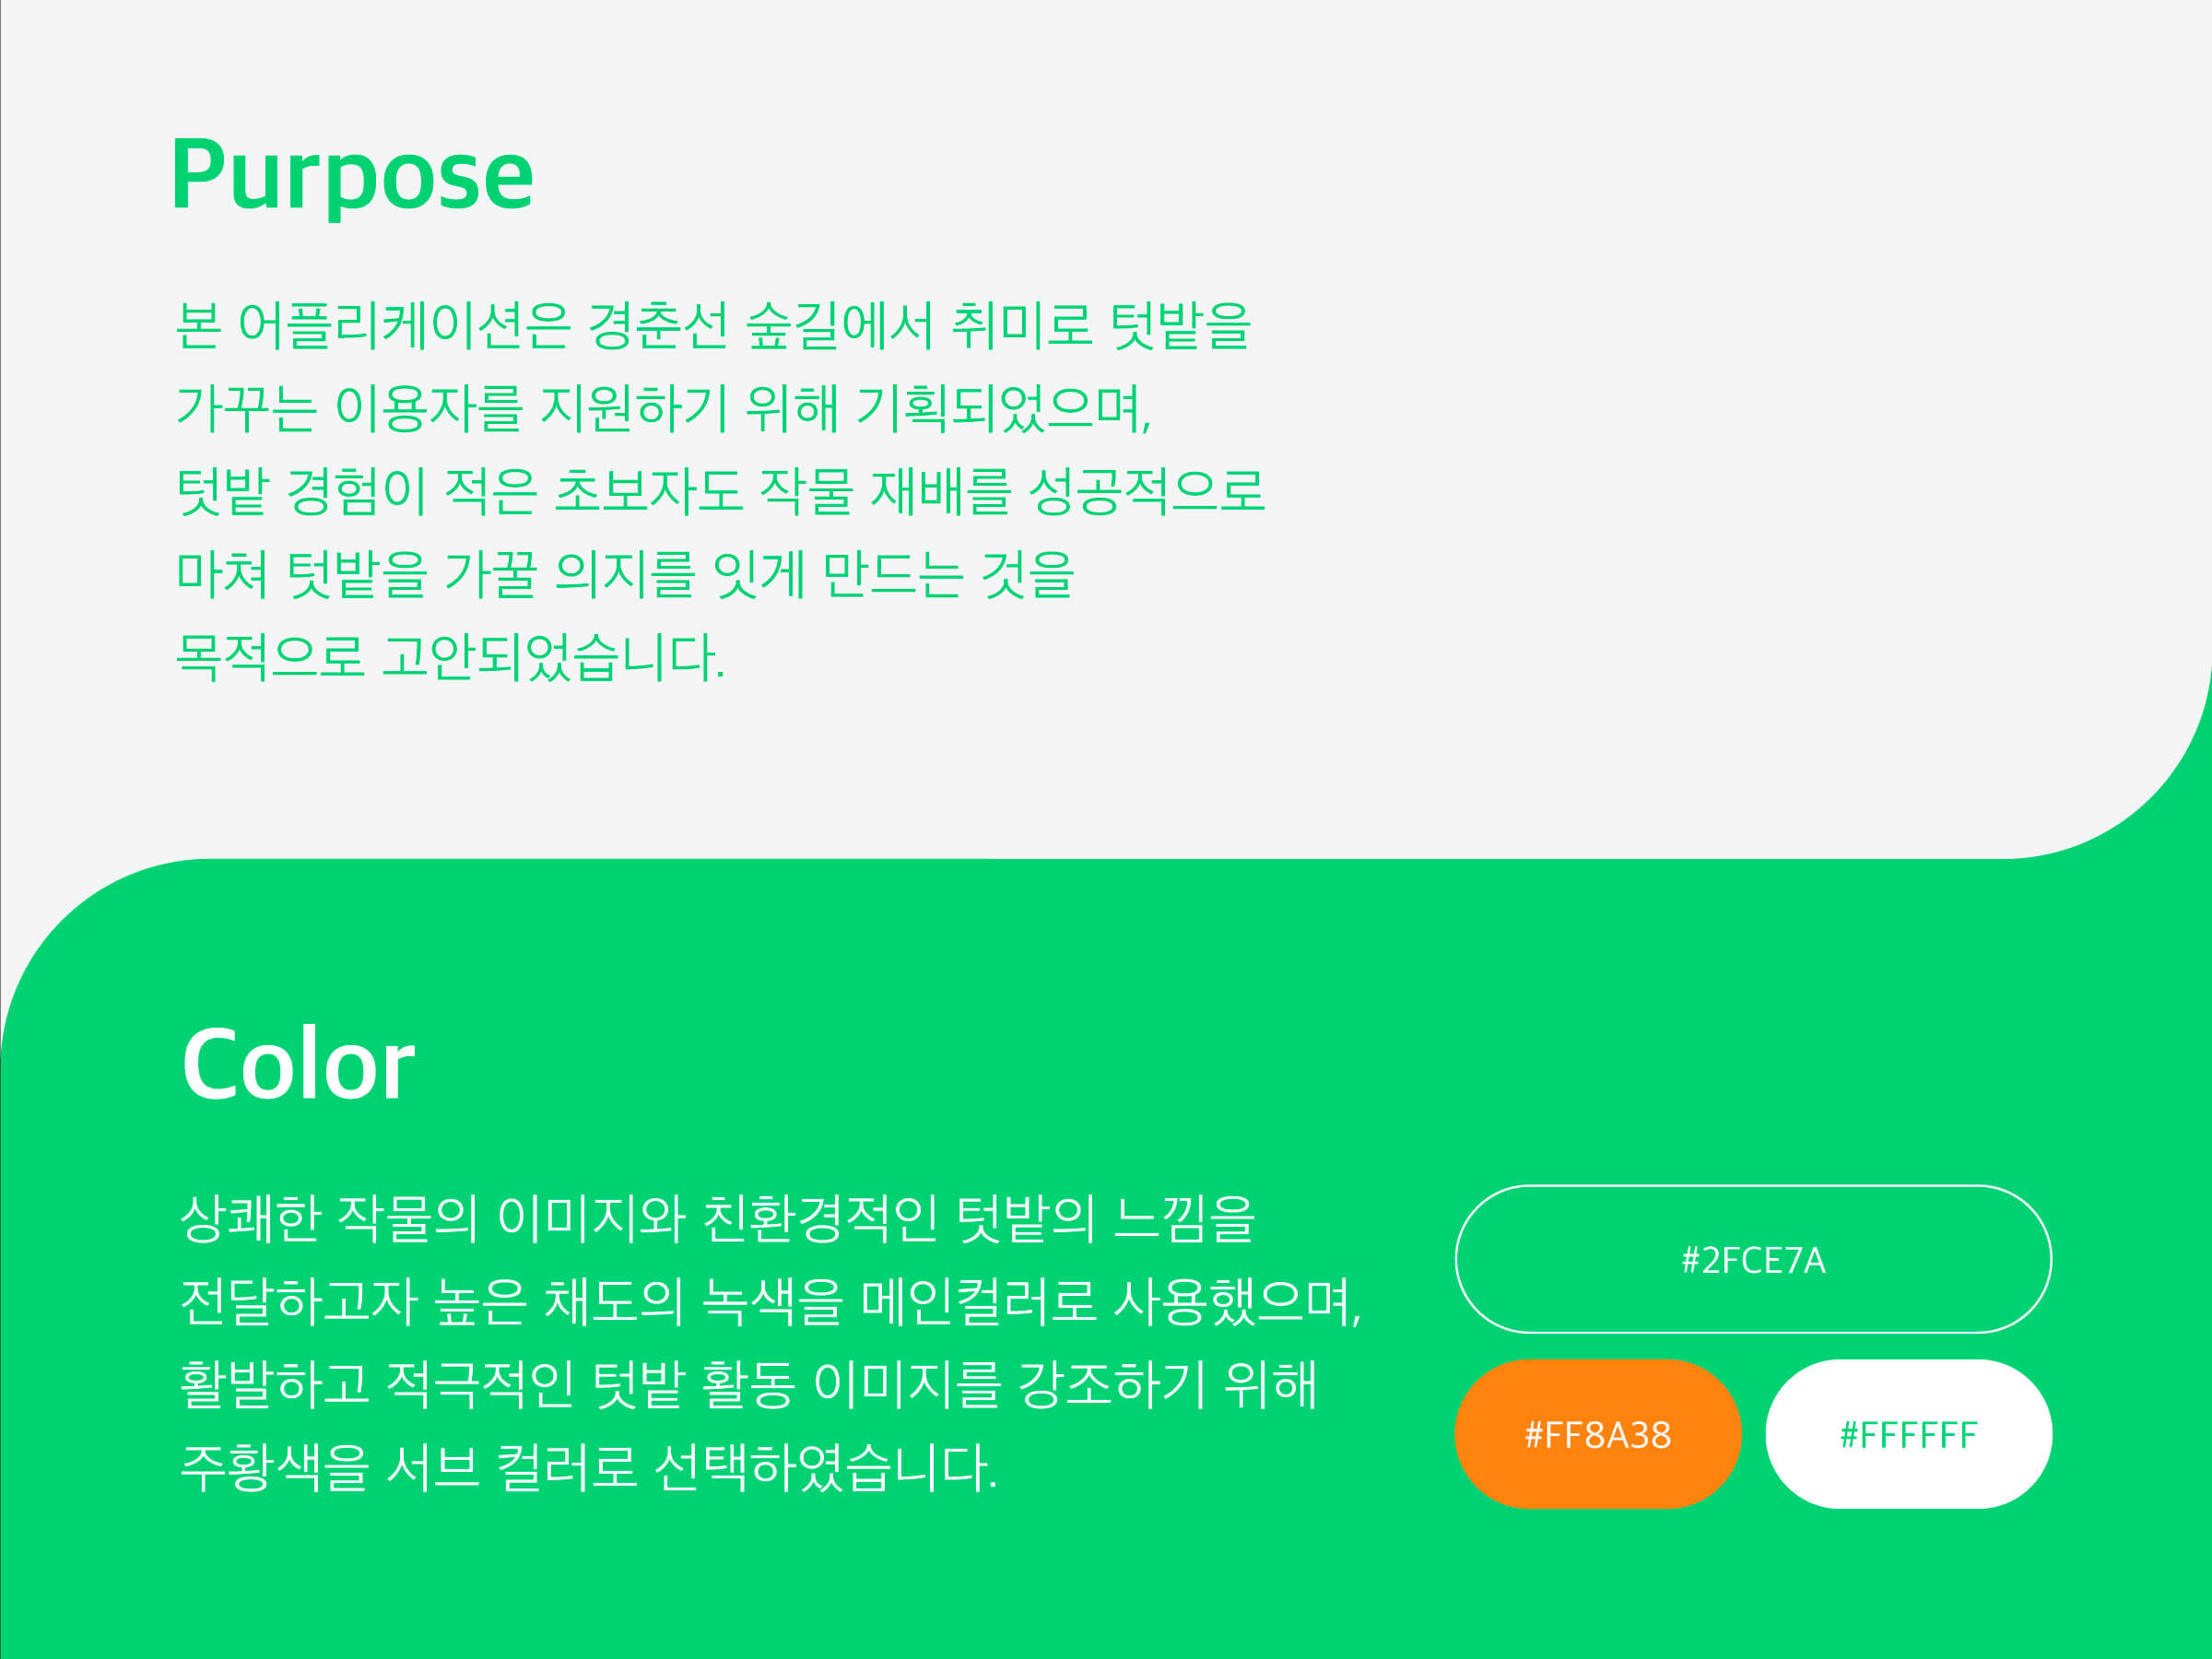 Purpose
본 어플리케이션은 경춘선 숲길에서 취미로 텃밭을
가꾸는 이용자를 지원하기 위해 기획되었으며,
텃밭 경험이 적은 초보자도 작물 재배를 성공적으로
마쳐 텃밭을 가꿀 의지를 잇게 만드는 것을
목적으로 고안되었습니다.
Color
상쾌한 작물의 이미지와 친환경적인 텃밭의 느낌을
전달하고자 높은 채도의 녹색을 메인컬러로 사용했으며,
활발하고 적극적인 텃밭 활동 이미지를 강조하기 위해
주황색을 서브 컬러로 선택하였습니다.
#2FCE7A
#FF8A38
#FFFFFF